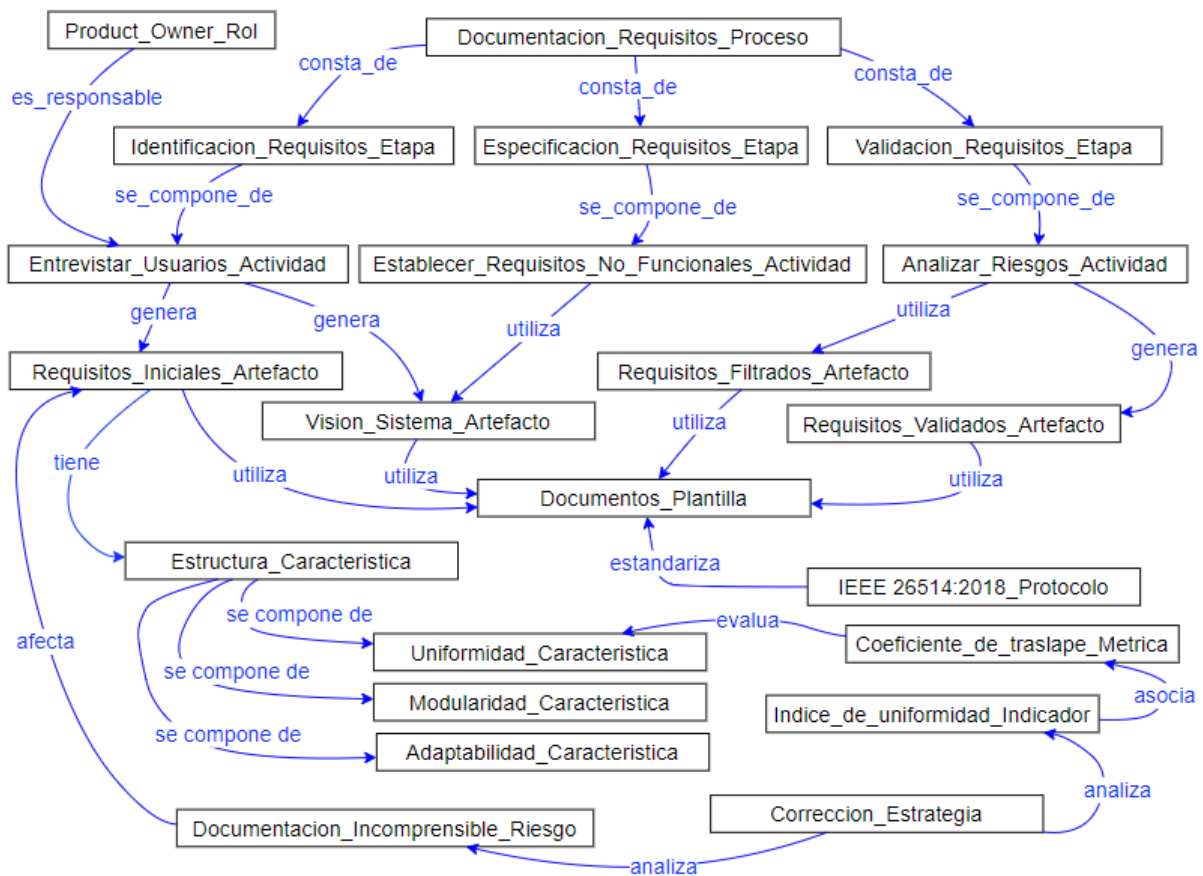 Product_Owner_Rol
Documentacion_Requisitos_Proceso
consta_de
consta_de
consta_de
es_responsable
Identificacion_Requisitos_Etapa
Especificacion_Requisitos_Etapa
Validacion_Requisitos_Etapa
se_compone_de
se_compone_de
se_compone_de
Entrevistar_Usuarios_Actividad
Establecer_Requisitos_No_Funcionales_Actividad
Analizar_Riesgos_Actividad
genera
genera
utiliza
utiliza
genera
Requisitos_Iniciales_Artefacto
Requisitos_Filtrados_Artefacto
Vision_Sistema_Artefacto
Requisitos_Validados_Artefacto
tiene
utiliza
utiliza
utiliza
utiliza
Documentos_Plantilla
Estructura_Caracteristica
estandariza
IEEE 26514:2018_Protocolo
se compone de
evalua
afecta
Uniformidad_Caracteristica
Coeficiente_de_traslape_Metrica
se compone de
asocia
Modularidad_Caracteristica
Indice_de_uniformidad_Indicador
se compone de
Adaptabilidad_Caracteristica
analiza
Documentacion_Incomprensible_Riesgo
Correccion_Estrategia
analiza